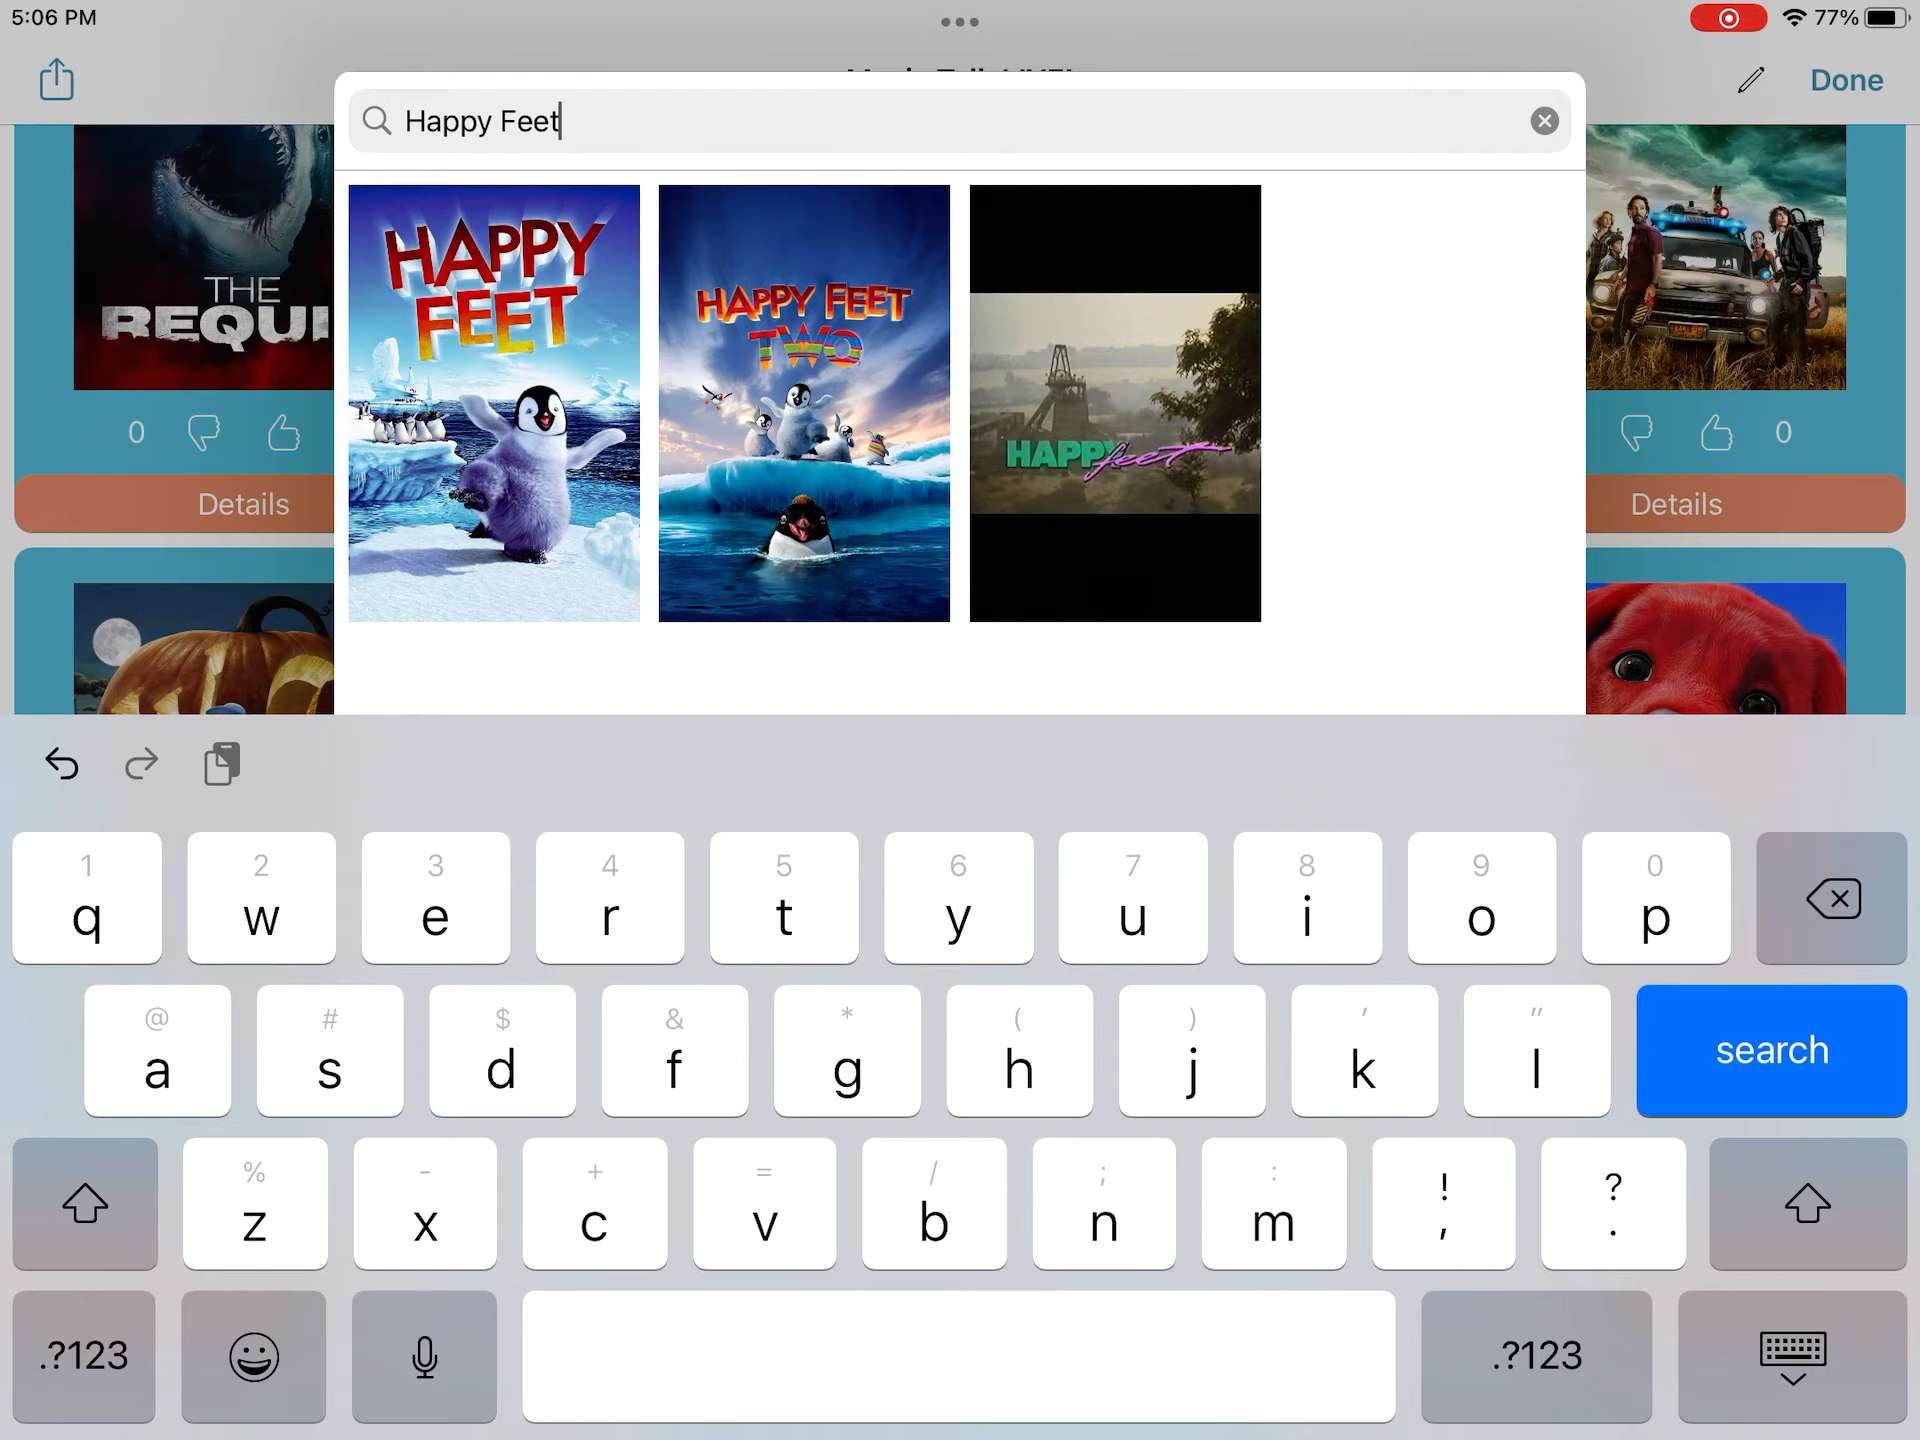 5:06 PM
77%
Done
Happy Feet
HAPPY
FEET
HAPPY FEET
TWO
HAPPY feet
THE
0
0
Details
Details
1 2 3 4 5 6 7 8 9 0
q w e r t y u i o p
@ # $ & * ( ) ' "
a s d f g h j k l
search
% - + = / ; : ! ?
z x c v b n m , .
.?123
.?123